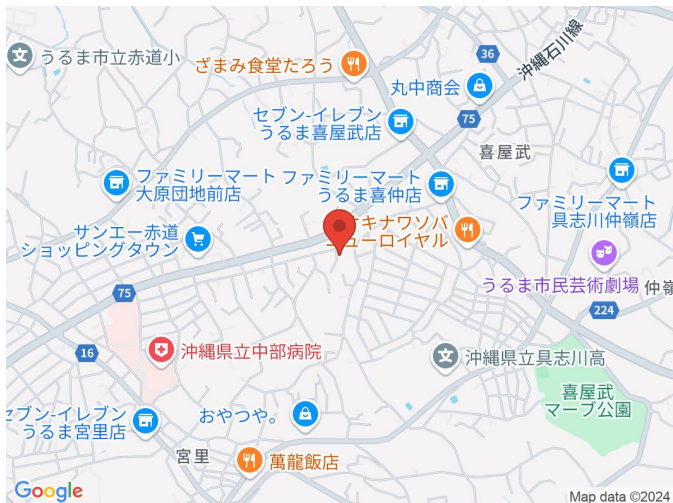 うるま市立赤道小
ざまみ食堂たろう
36
沖縄石川線
丸中商会
セブン-イレブン
うるま喜屋武店
75
喜屋武
ファミリーマート
大原団地前店
ファミリーマート
うるま喜仲店
ファミリーマート
具志川仲嶺店
サンエー赤道
ショッピングタウン
キナワソバ
ニューロイヤル
うるま市民芸術劇場
仲嶺
75
224
16
沖縄県立中部病院
沖縄県立具志川高
喜屋武
マーブ公園
セブン-イレブン
うるま宮里店
おやつや。
宮里
萬龍飯店
Google
Map data ©2024